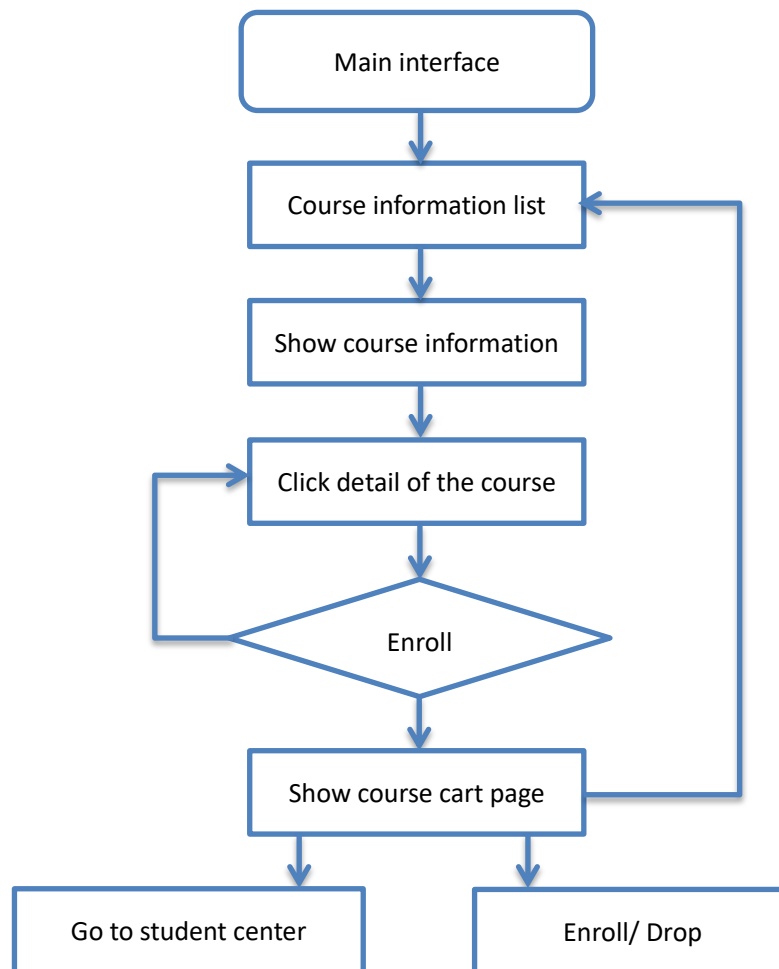 Main interface
Course information list
Show course information
Click detail of the course
Enroll
Show course cart page
Go to student center
Enroll/ Drop